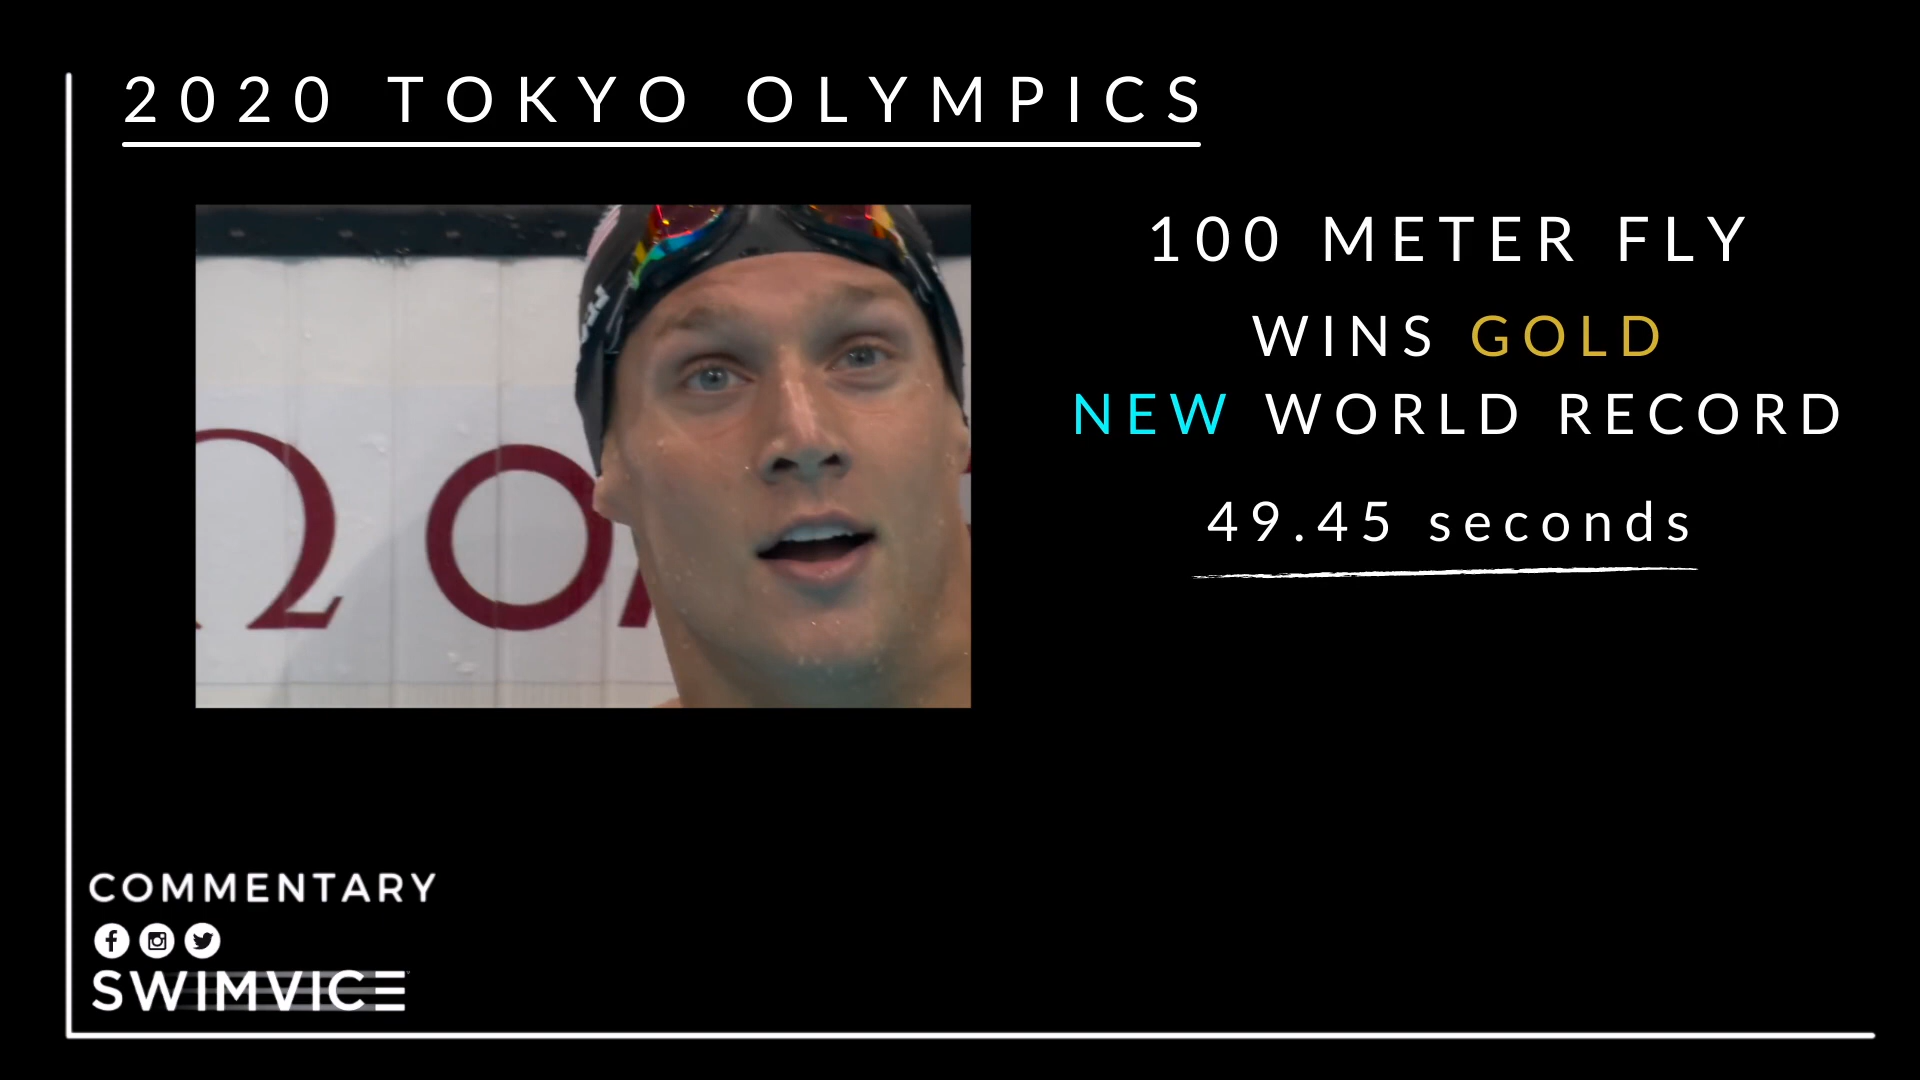 2020 TOKYO OLYMPICS
100 METER FLY
WINS GOLD
NEW WORLD RECORD
49.45 seconds
COMMENTARY
SWIMVICE